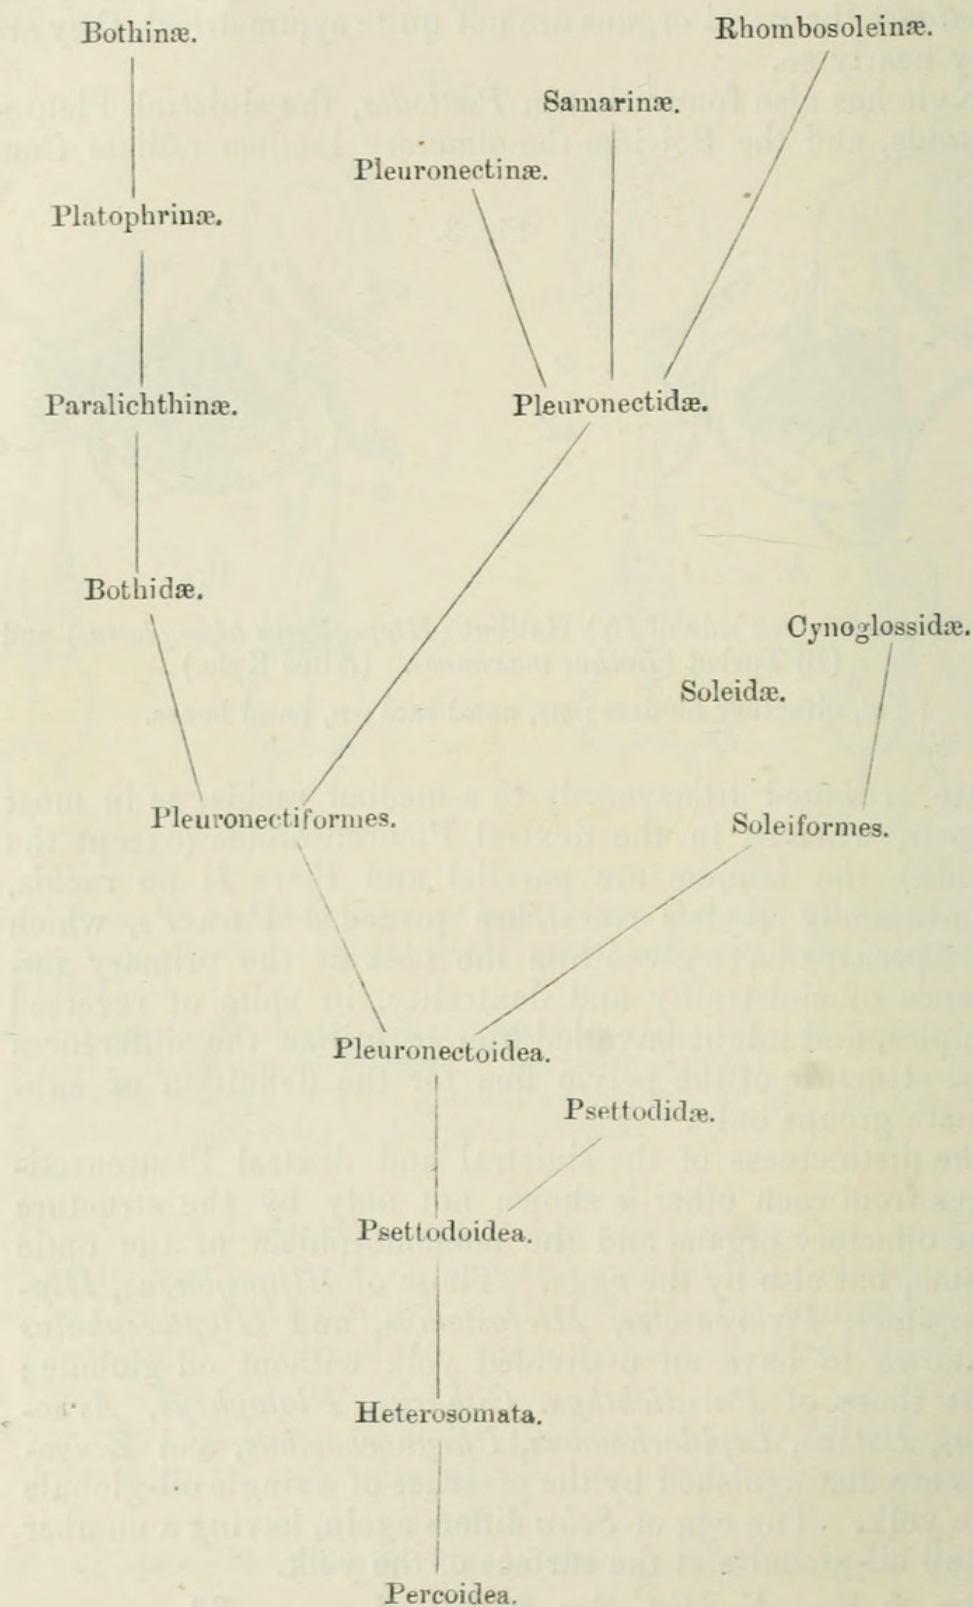 Bothinæ.
Rhombosoleinæ.
Samarinæ.
Pleuronectinæ.
Platophrinæ.
Paralichthinæ.
Pleuronectidæ.
Bothidæ.
Cynoglossidæ.
Soleidæ.
Pleuronectiformes.
Soleiformes.
Pleuronectoidea.
Psettodidæ.
Psettodoidea.
Heterosomata.
Percoidea.